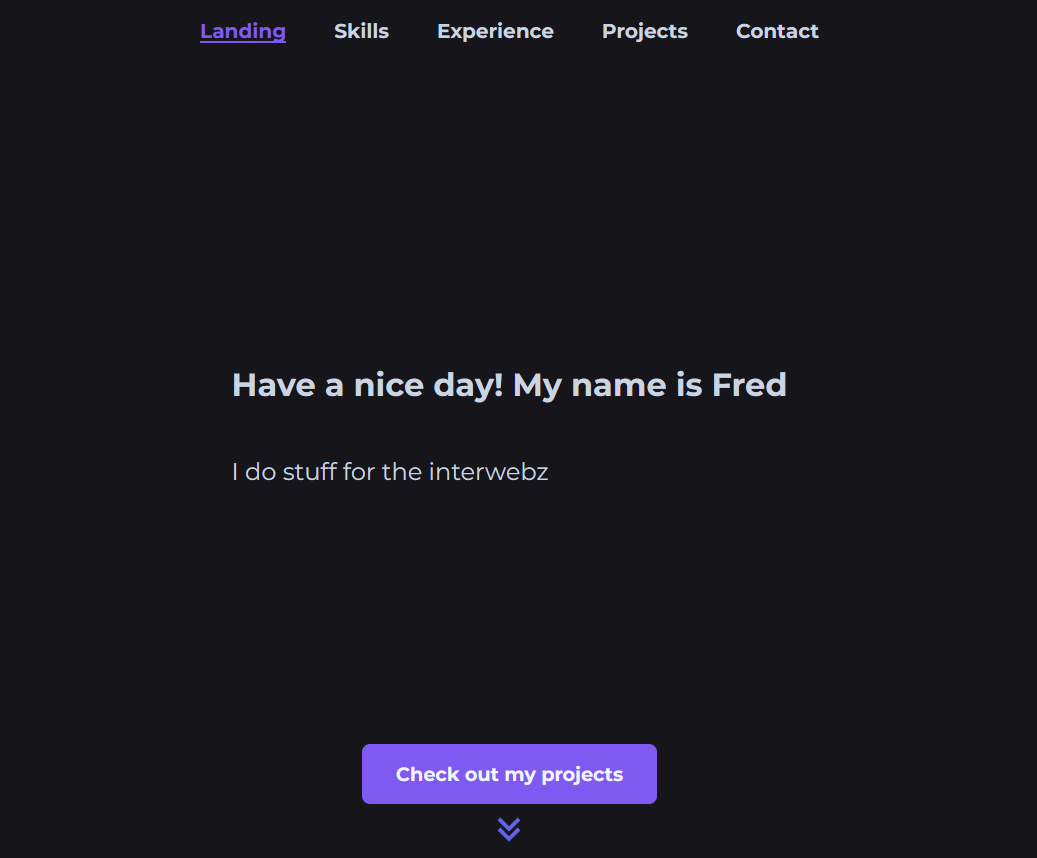 Landing Skills Experience Projects Contact
Have a nice day! My name is Fred
I do stuff for the interwebz
Check out my projects